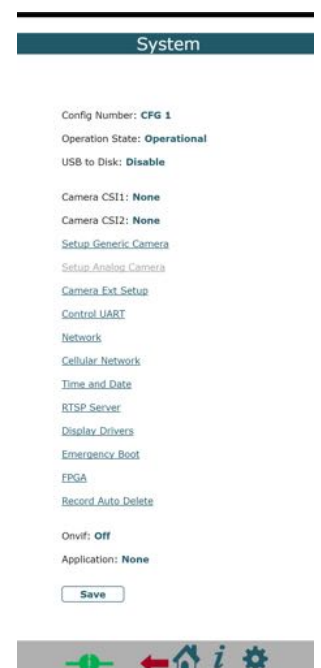 System
Config Number: CFG 1
Operation State: Operational
USB to Disk: Disable
Camera CSI1: None
Camera CSI2: None
Setup Generic Camera
Setup Analog Camera
Camera Ext Setup
Control UART
Network
Cellular Network
Time and Date
RTSP Server
Display Drivers
Emergency Boot
FPGA
Record Auto Delete
Onvif: Off
Application: None
Save
i